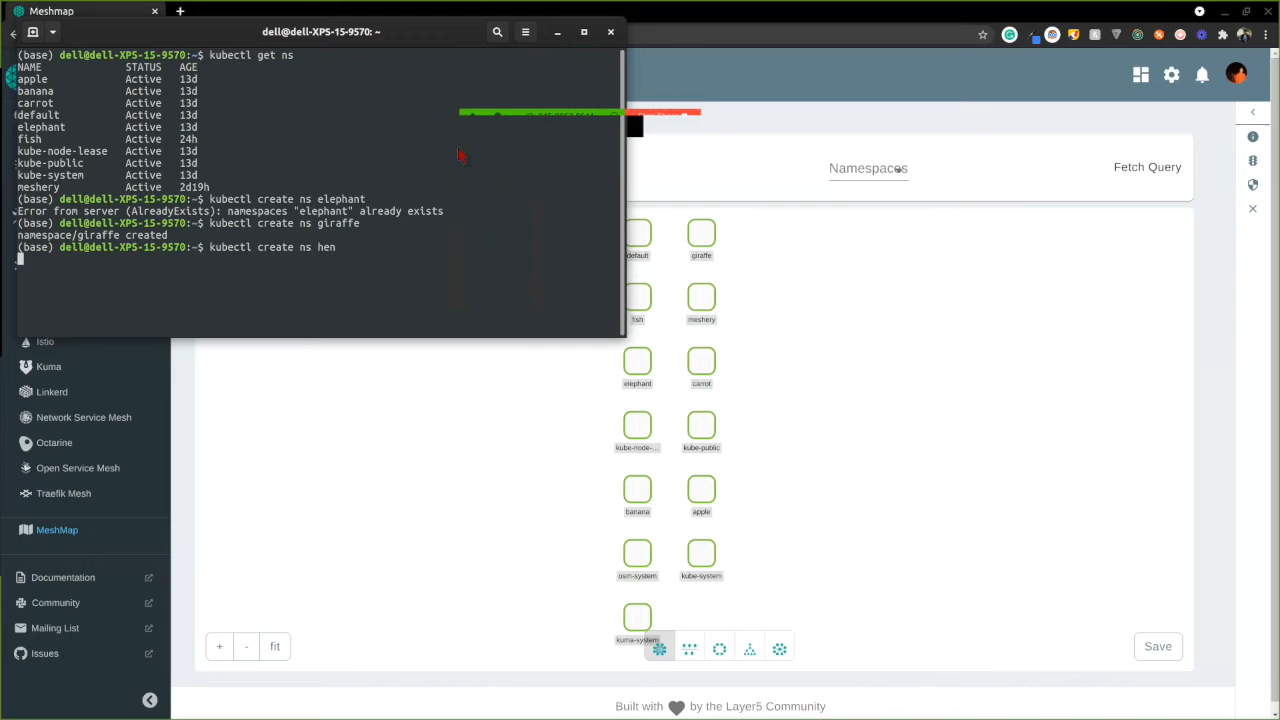 Meshmap
dell@dell-XPS-15-9570: ~
(base) dell@dell-XPS-15-9570:~$ kubectl get ns
NAME STATUS AGE
apple Active 13d
banana Active 13d
carrot Active 13d
default Active 13d
elephant Active 13d
fish Active 24h
kube-node-lease Active 13d
kube-public Active 13d
kube-system Active 13d
meshery Active 2d19h
(base) dell@dell-XPS-15-9570:~$ kubectl create ns elephant
Error from server (AlreadyExists): namespaces "elephant" already exists
(base) dell@dell-XPS-15-9570:~$ kubectl create ns giraffe
namespace/giraffe created
(base) dell@dell-XPS-15-9570:~$ kubectl create ns hen
Istio
Kuma
Linkerd
Network Service Mesh
Octarine
Open Service Mesh
Traefik Mesh
MeshMap
Documentation
Community
Mailing List
Issues
Namespaces
Fetch Query
default giraffe
fish meshery
elephant carrot
kube-node-... kube-public
banana apple
osm-system kube-system
kuma-system
+ - fit
Save
Built with by the Layer5 Community